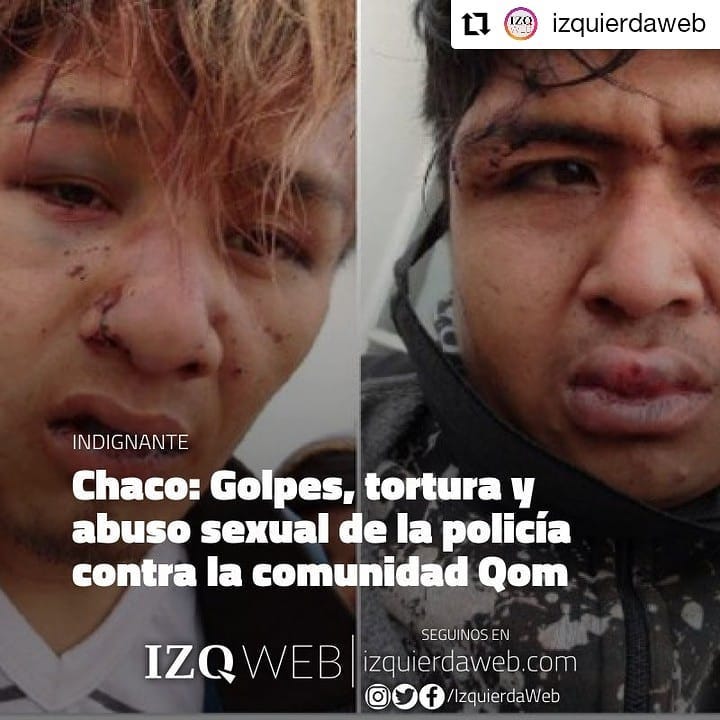 izquierdaweb
INDIGNANTE
Chaco: Golpes, tortura y
abuso sexual de la policía
contra la comunidad Qom
IZQ WEB
SEGUINOS EN
izquierdaweb.com
/IzquierdaWeb